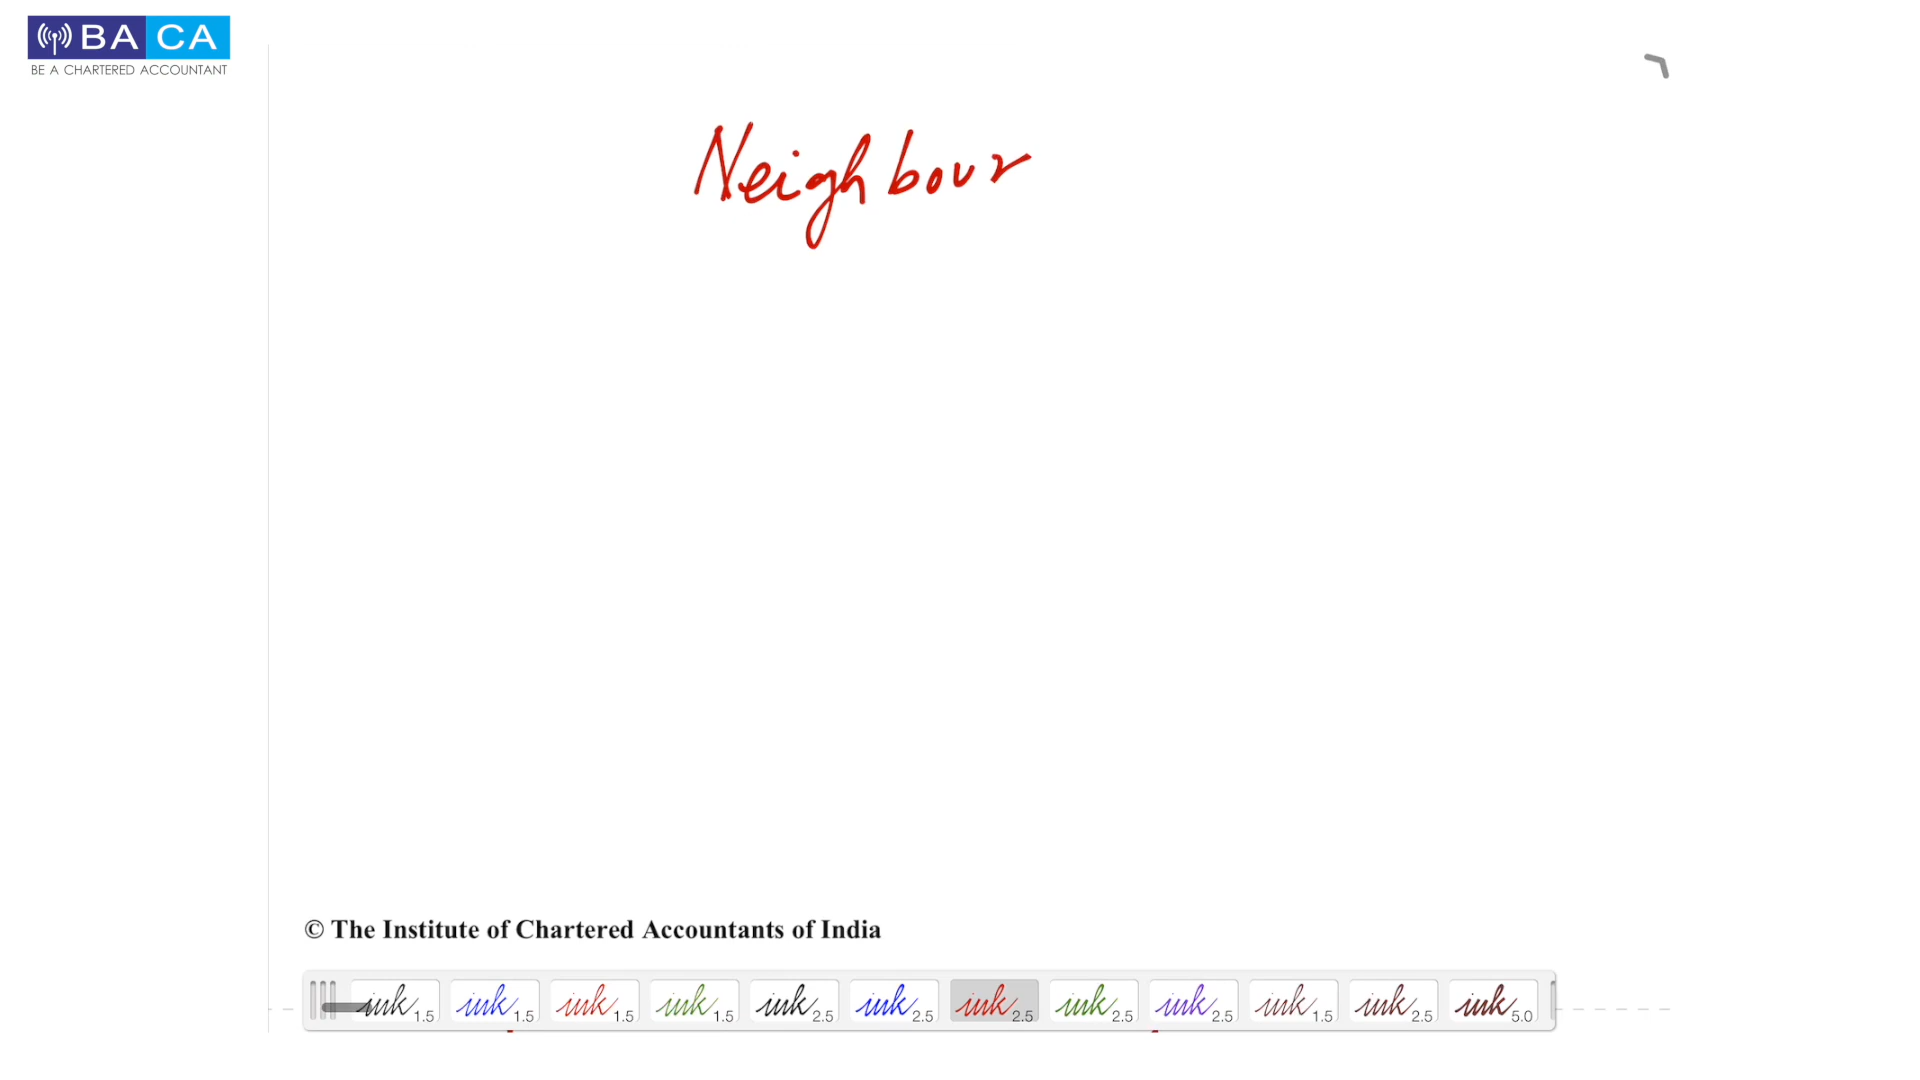 BA CA
BE A CHARTERED ACCOUNTANT
Neighbour
© The Institute of Chartered Accountants of India
ink 1.5 ink 1.5 ink 1.5 ink 1.5 ink 2.5 ink 2.5 ink 2.5 ink 2.5 ink 2.5 ink 1.5 ink 2.5 ink 5.0